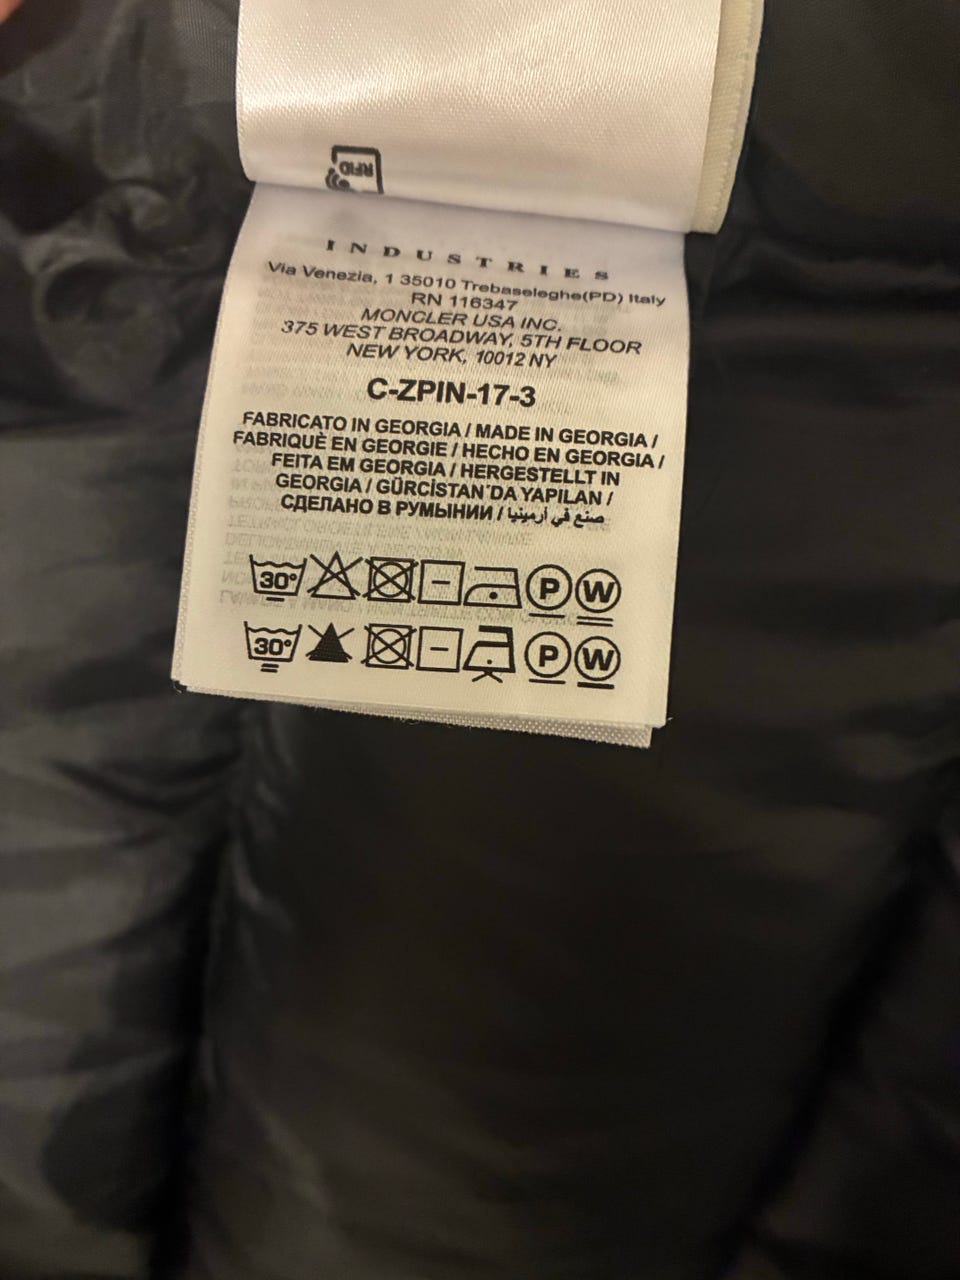 RFID
INDUSTRIES
Via Venezia, 1 35010 Trebaseleghe(PD) Italy
RN 116347
MONCLER USA INC.
375 WEST BROADWAY, 5TH FLOOR
NEW YORK, 10012 NY
C-ZPIN-17-3
FABRICATO IN GEORGIA / MADE IN GEORGIA /
FABRIQUÈ EN GEORGIE / HECHO EN GEORGIA /
FEITA EM GEORGIA / HERGESTELLT IN
GEORGIA / GÜRCİSTAN'DA YAPILAN /
СДЕЛАНО В РУМЫНИИ / صنع في أرمينيا
30° P W
30° P W